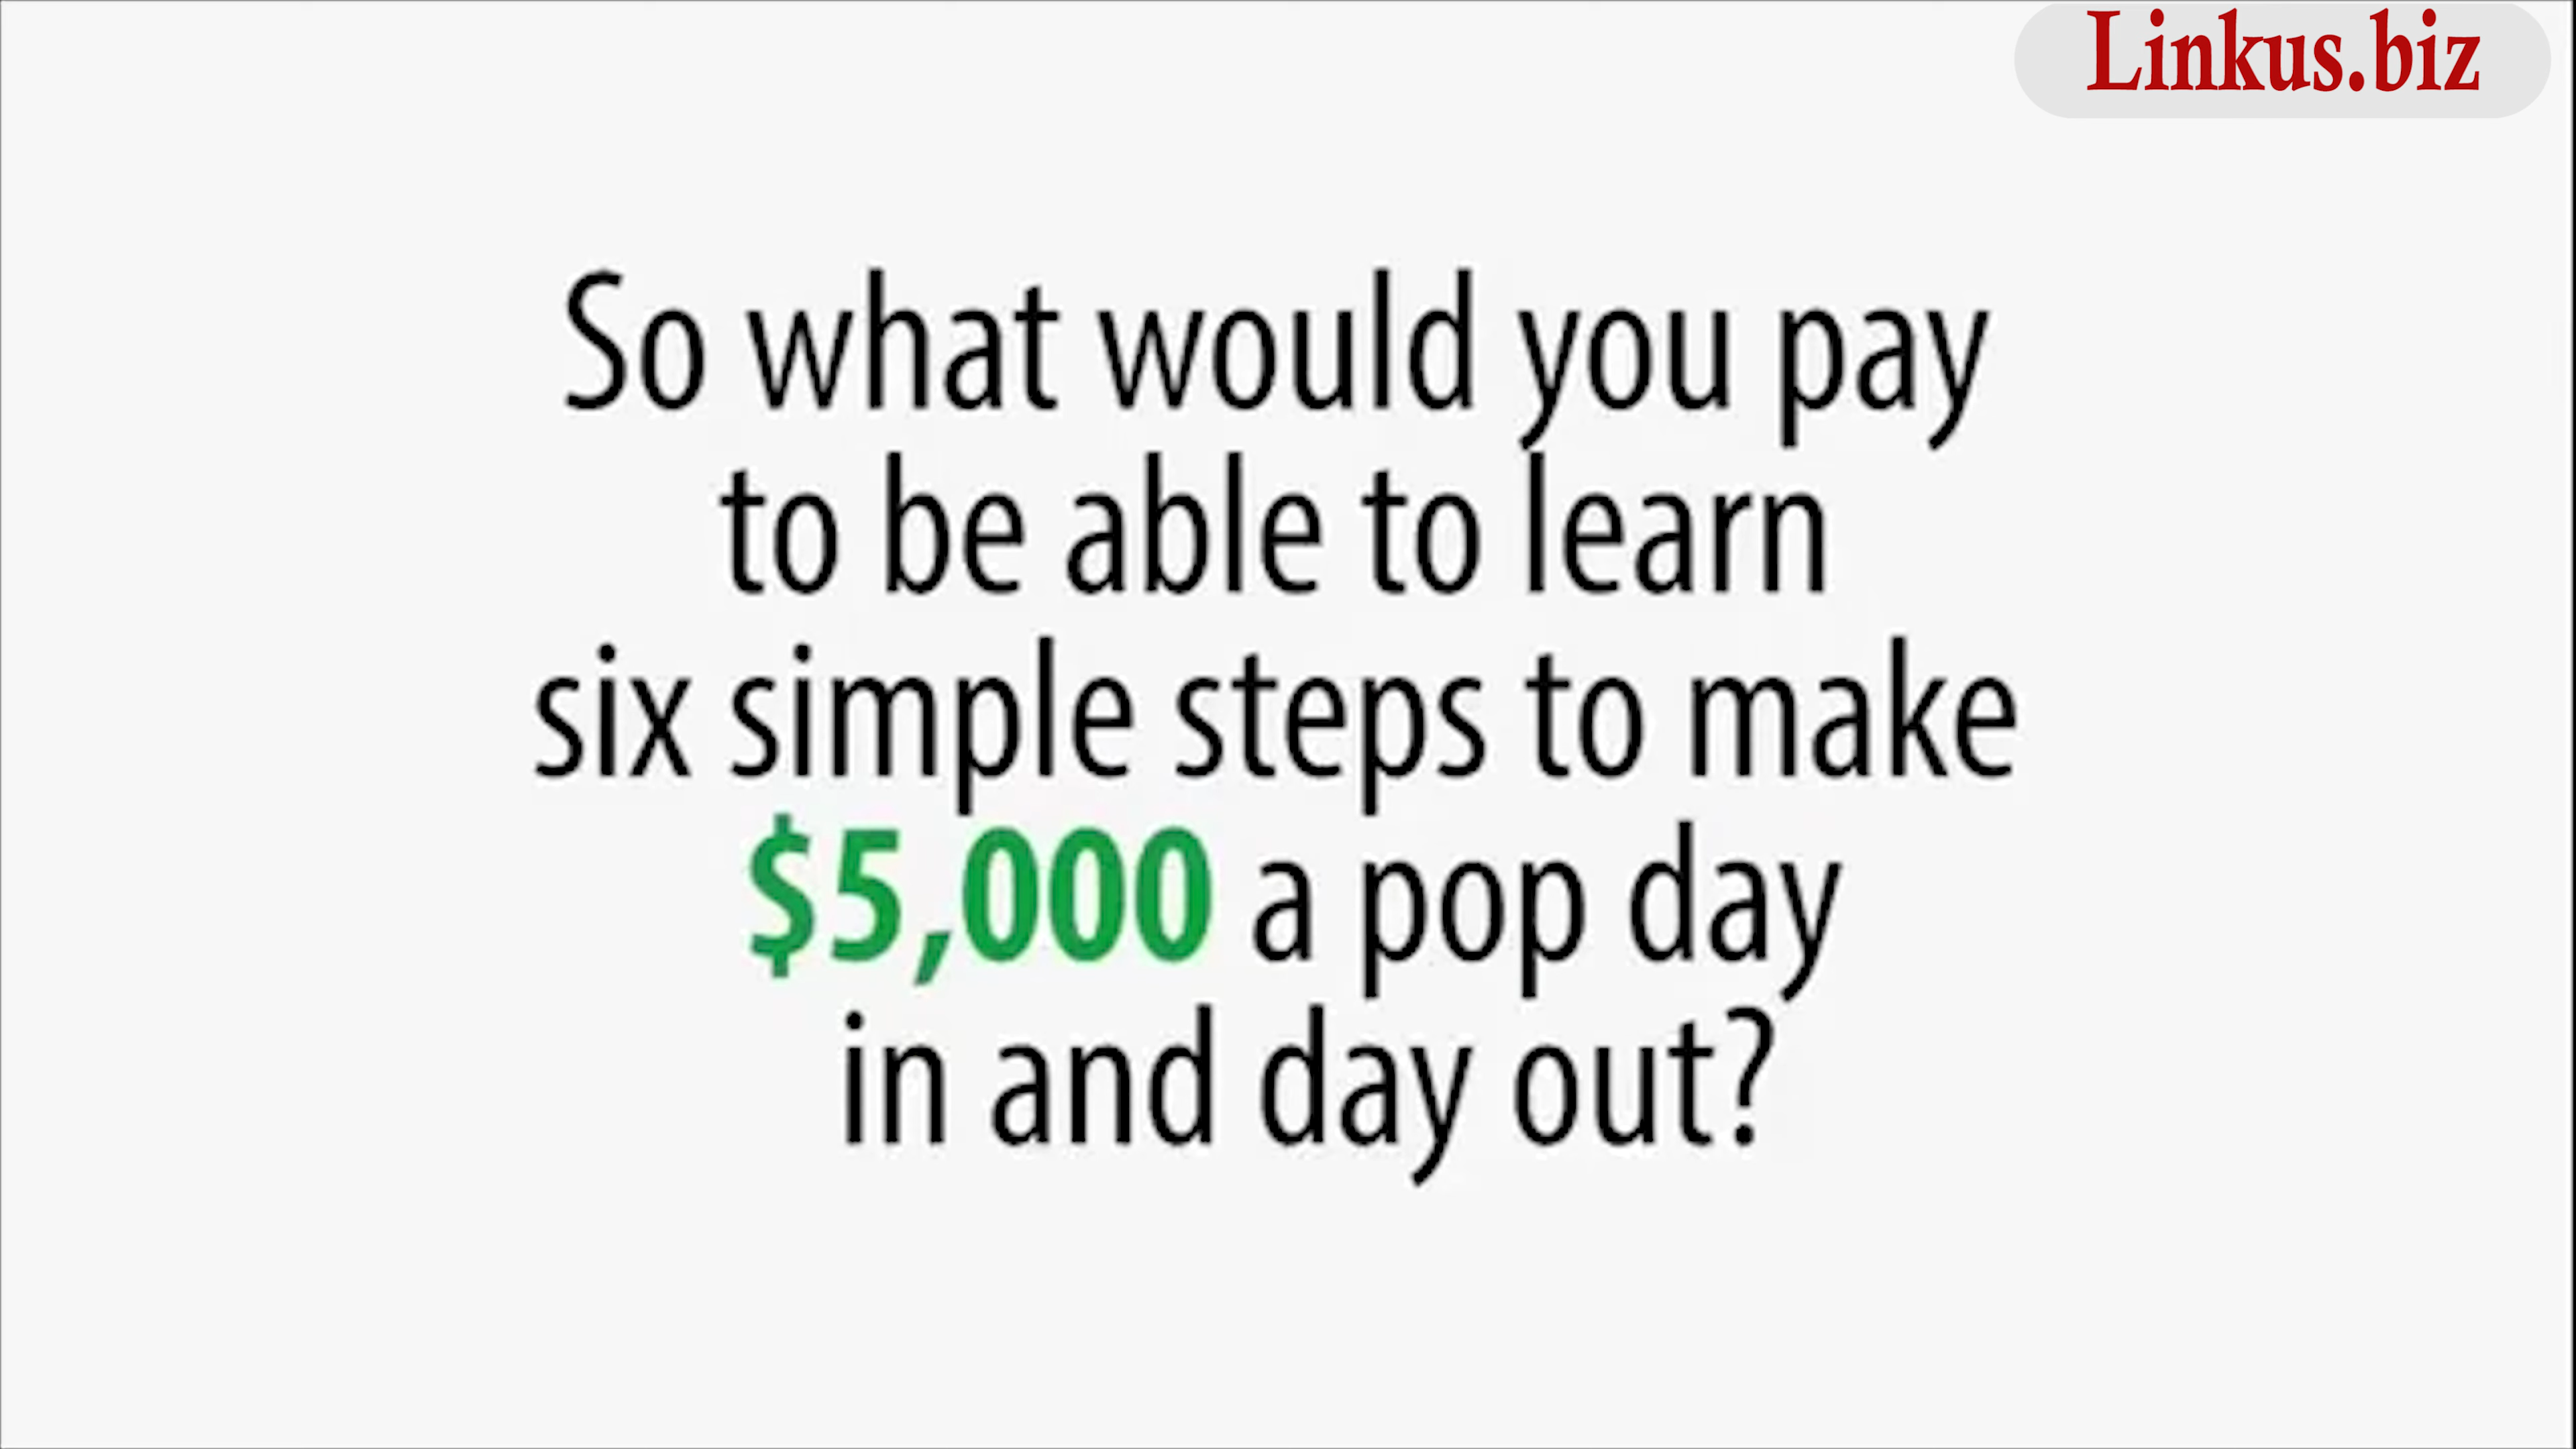 Linkus.biz
So what would you pay
to be able to learn
six simple steps to make
$5,000 a pop day
in and day out?